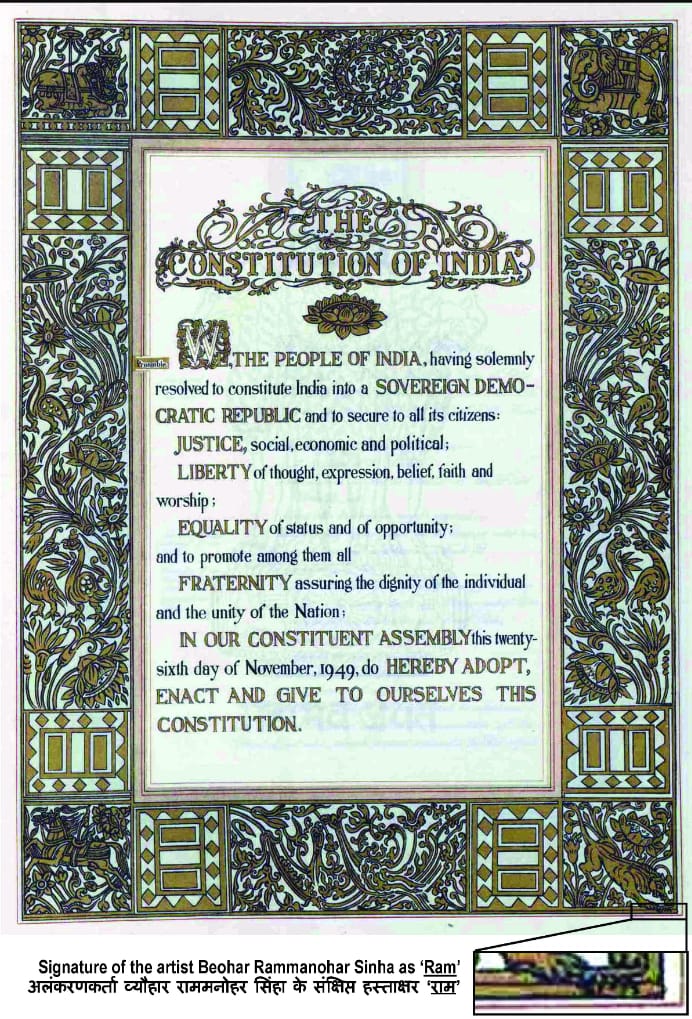 THE
CONSTITUTION OF INDIA
Preamble
WE, THE PEOPLE OF INDIA, having solemnly
resolved to constitute India into a SOVEREIGN DEMO-
CRATIC REPUBLIC and to secure to all its citizens:
JUSTICE, social, economic and political;
LIBERTY of thought, expression, belief, faith and
worship;
EQUALITY of status and of opportunity;
and to promote among them all
FRATERNITY assuring the dignity of the individual
and the unity of the Nation;
IN OUR CONSTITUENT ASSEMBLY this twenty-
sixth day of November, 1949, do HEREBY ADOPT,
ENACT AND GIVE TO OURSELVES THIS
CONSTITUTION.
Signature of the artist Beohar Rammanohar Sinha as ‘Ram’
अलंकरणकर्ता ब्यौहार राममनोहर सिंहा के संक्षिप्त हस्ताक्षर ‘राम’